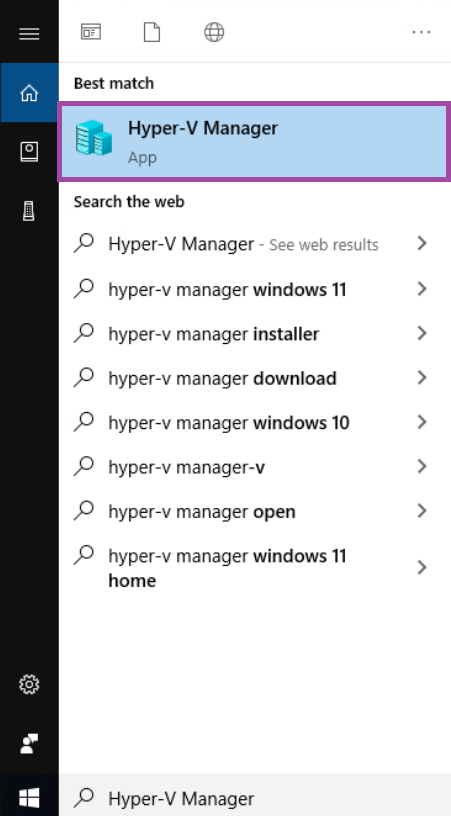 Best match
Hyper-V Manager
App
Search the web
Hyper-V Manager - See web results
hyper-v manager windows 11
hyper-v manager installer
hyper-v manager download
hyper-v manager windows 10
hyper-v manager-v
hyper-v manager open
hyper-v manager windows 11
home
Hyper-V Manager